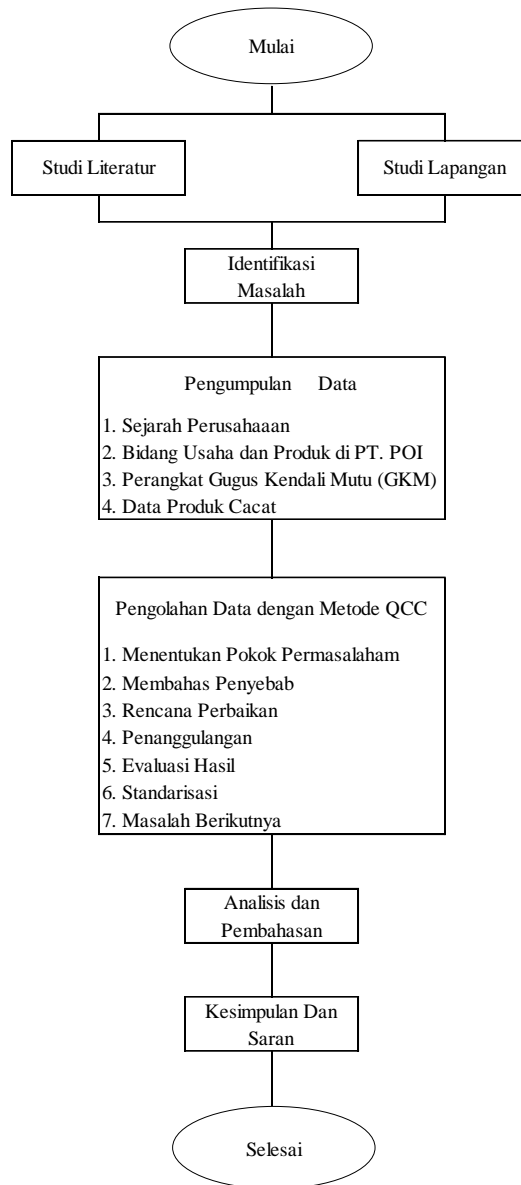 Mulai
Studi Literatur
Studi Lapangan
Identifikasi
Masalah
Pengumpulan Data
1. Sejarah Perusahaaan
2. Bidang Usaha dan Produk di PT. POI
3. Perangkat Gugus Kendali Mutu (GKM)
4. Data Produk Cacat
Pengolahan Data dengan Metode QCC
1. Menentukan Pokok Permasalaham
2. Membahas Penyebab
3. Rencana Perbaikan
4. Penanggulangan
5. Evaluasi Hasil
6. Standarisasi
7. Masalah Berikutnya
Analisis dan
Pembahasan
Kesimpulan Dan
Saran
Selesai